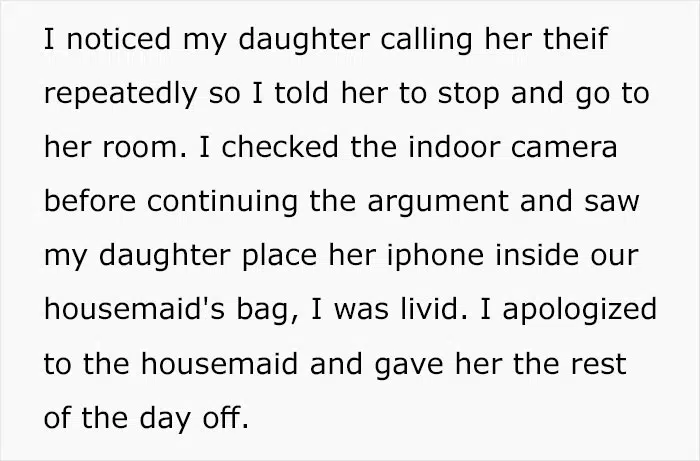 I noticed my daughter calling her theif
repeatedly so I told her to stop and go to
her room. I checked the indoor camera
before continuing the argument and saw
my daughter place her iphone inside our
housemaid's bag, I was livid. I apologized
to the housemaid and gave her the rest
of the day off.